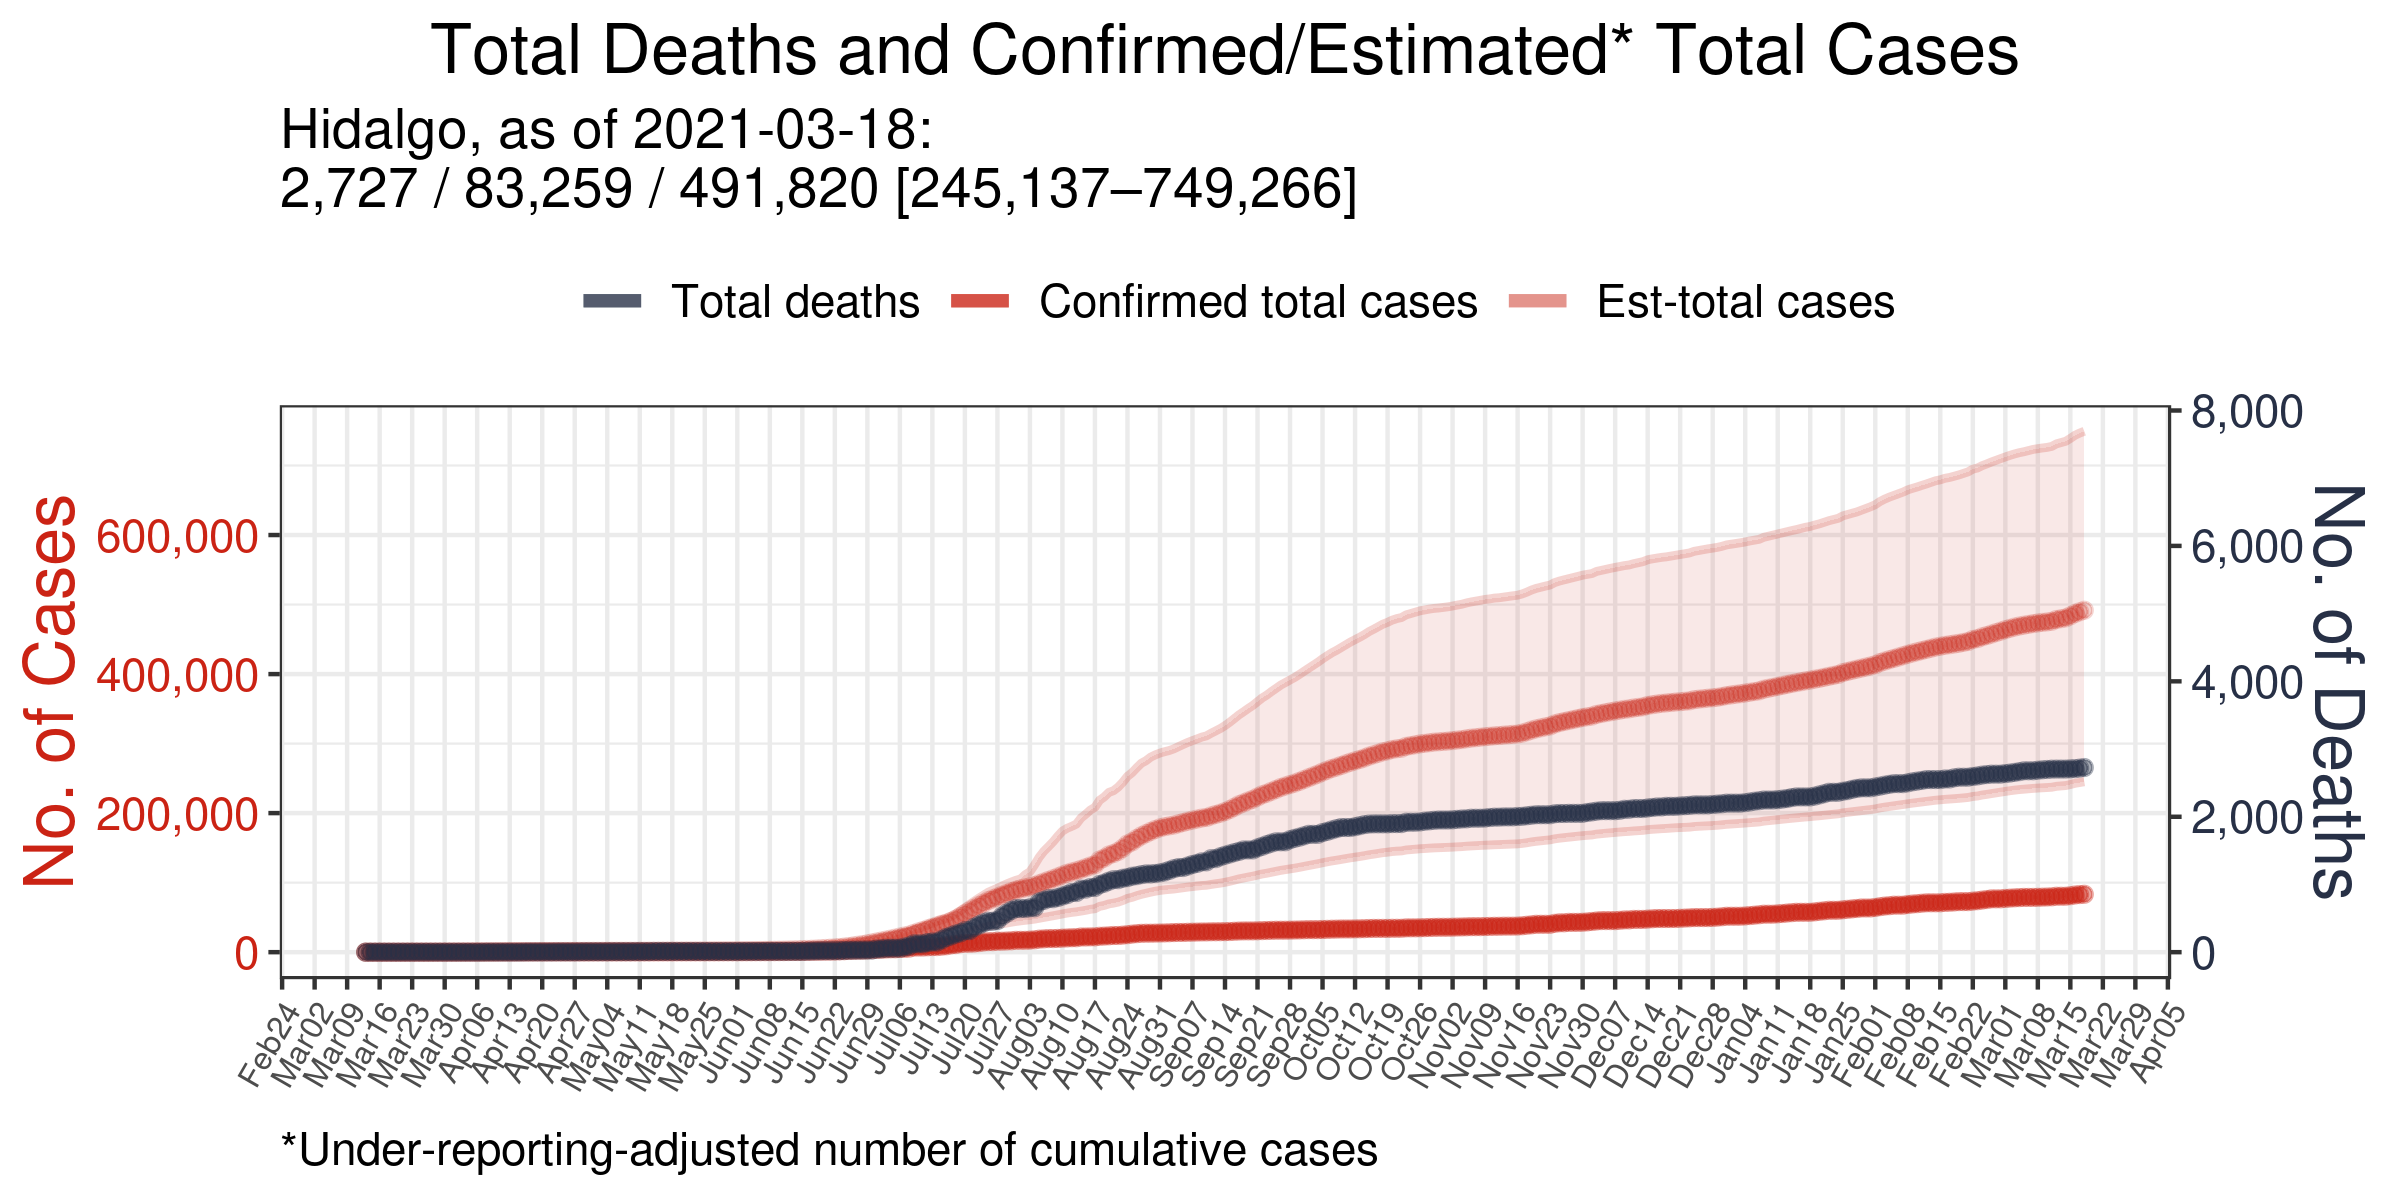 Total Deaths and Confirmed/Estimated* Total Cases
Hidalgo, as of 2021-03-18:
2,727 / 83,259 / 491,820 [245,137–749,266]
Total deaths
Confirmed total cases
Est-total cases
No. of Cases
600,000
400,000
200,000
0
8,000
6,000
4,000
2,000
0
No. of Deaths
Feb24
Mar02
Mar09
Mar16
Mar23
Mar30
Apr06
Apr13
Apr20
Apr27
May04
May11
May18
May25
Jun01
Jun08
Jun15
Jun22
Jun29
Jul06
Jul13
Jul20
Jul27
Aug03
Aug10
Aug17
Aug24
Aug31
Sep07
Sep14
Sep21
Sep28
Oct05
Oct12
Oct19
Oct26
Nov02
Nov09
Nov16
Nov23
Nov30
Dec07
Dec14
Dec21
Dec28
Jan04
Jan11
Jan18
Jan25
Feb01
Feb08
Feb15
Feb22
Mar01
Mar08
Mar15
Mar22
Mar29
Apr05
*Under-reporting-adjusted number of cumulative cases